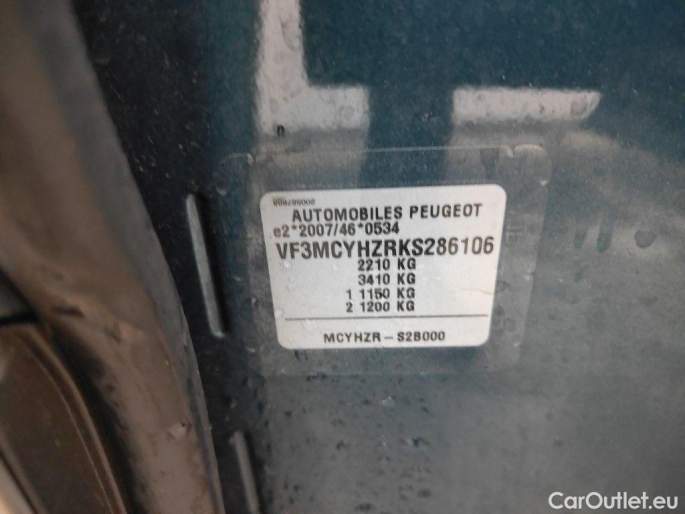 AUTOMOBILES PEUGEOT
e2*2007/46*0534
VF3MCYHZRKS286106
2210 KG
3410 KG
1 1150 KG
2 1200 KG
MCYHZR - S2B000
CarOutlet.eu